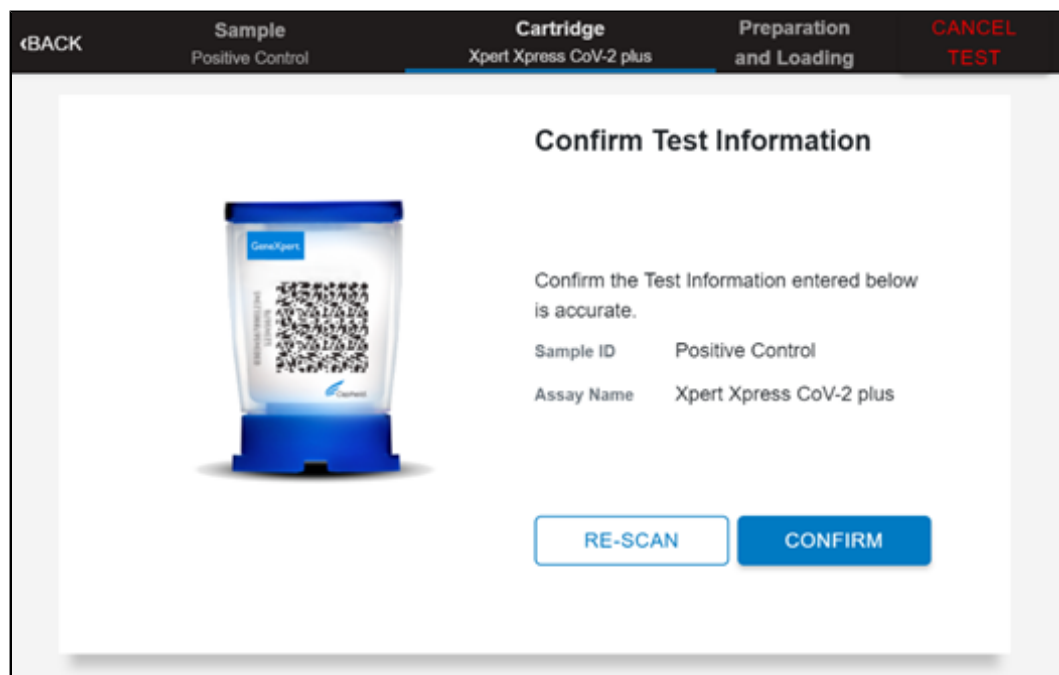 ‹BACK
Sample
Positive Control
Cartridge
Xpert Xpress CoV-2 plus
Preparation
and Loading
CANCEL
TEST
Confirm Test Information
GeneXpert
Cepheid
Confirm the Test Information entered below
is accurate.
Sample ID Positive Control
Assay Name Xpert Xpress CoV-2 plus
RE-SCAN
CONFIRM